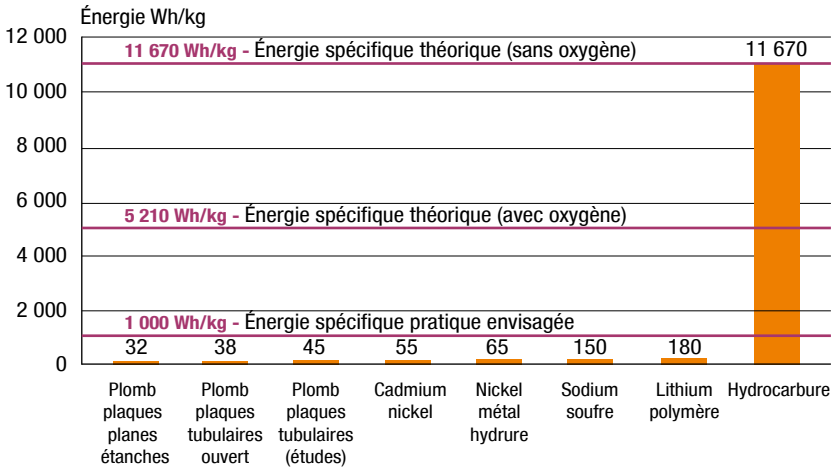 Énergie Wh/kg
12 000
11 670 Wh/kg - Énergie spécifique théorique (sans oxygène)
11 670
10 000
8 000
6 000
5 210 Wh/kg - Énergie spécifique théorique (avec oxygène)
4 000
2 000
1 000 Wh/kg - Énergie spécifique pratique envisagée
32 38 45 55 65 150 180
0
Plomb plaques planes étanches
Plomb plaques tubulaires ouvert
Plomb plaques tubulaires (études)
Cadmium nickel
Nickel métal hydrure
Sodium soufre
Lithium polymère
Hydrocarbure